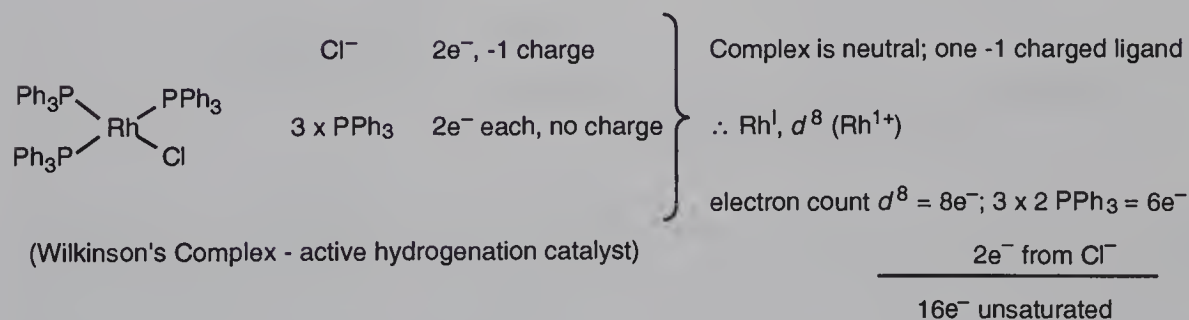 Cl⁻ 2e⁻, -1 charge Complex is neutral; one -1 charged ligand
Ph₃P PPh₃
Rh 3 x PPh₃ 2e⁻ each, no charge ∴ Rhᴵ, d⁸ (Rh¹⁺)
Ph₃P Cl
electron count d⁸ = 8e⁻; 3 x 2 PPh₃ = 6e⁻
(Wilkinson's Complex - active hydrogenation catalyst) 2e⁻ from Cl⁻
16e⁻ unsaturated